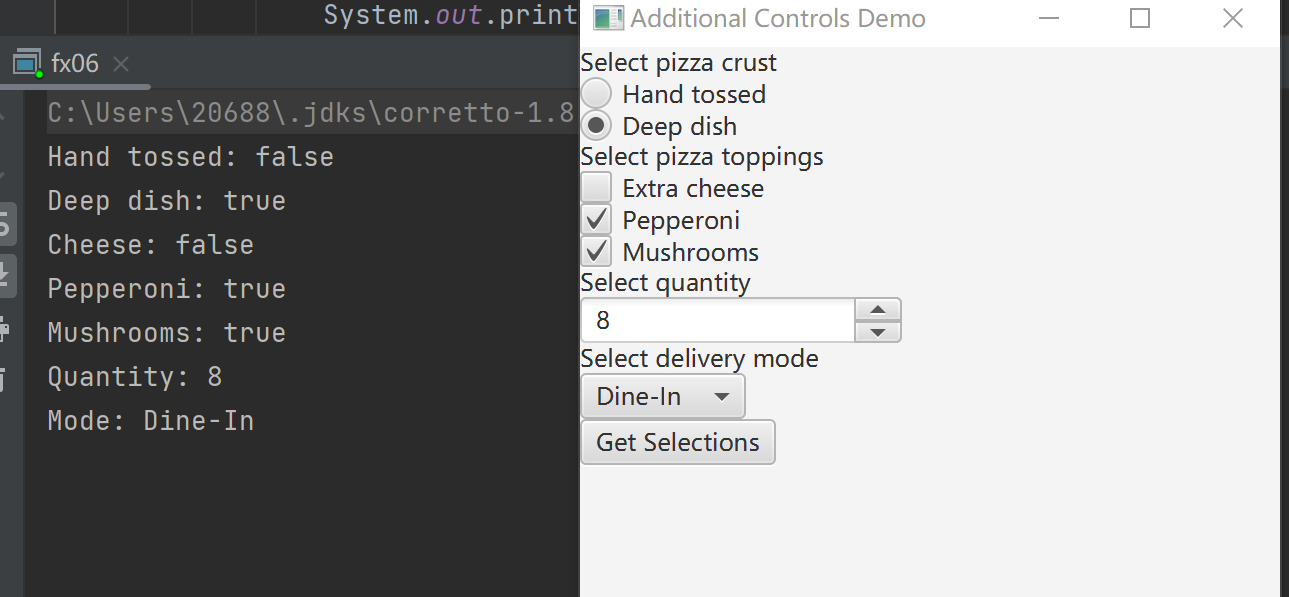 System.out.print
fx06
C:\Users\20688\.jdks\corretto-1.8
Hand tossed: false
Deep dish: true
Cheese: false
Pepperoni: true
Mushrooms: true
Quantity: 8
Mode: Dine-In
Additional Controls Demo
Select pizza crust
Hand tossed
Deep dish
Select pizza toppings
Extra cheese
Pepperoni
Mushrooms
Select quantity
8
Select delivery mode
Dine-In
Get Selections